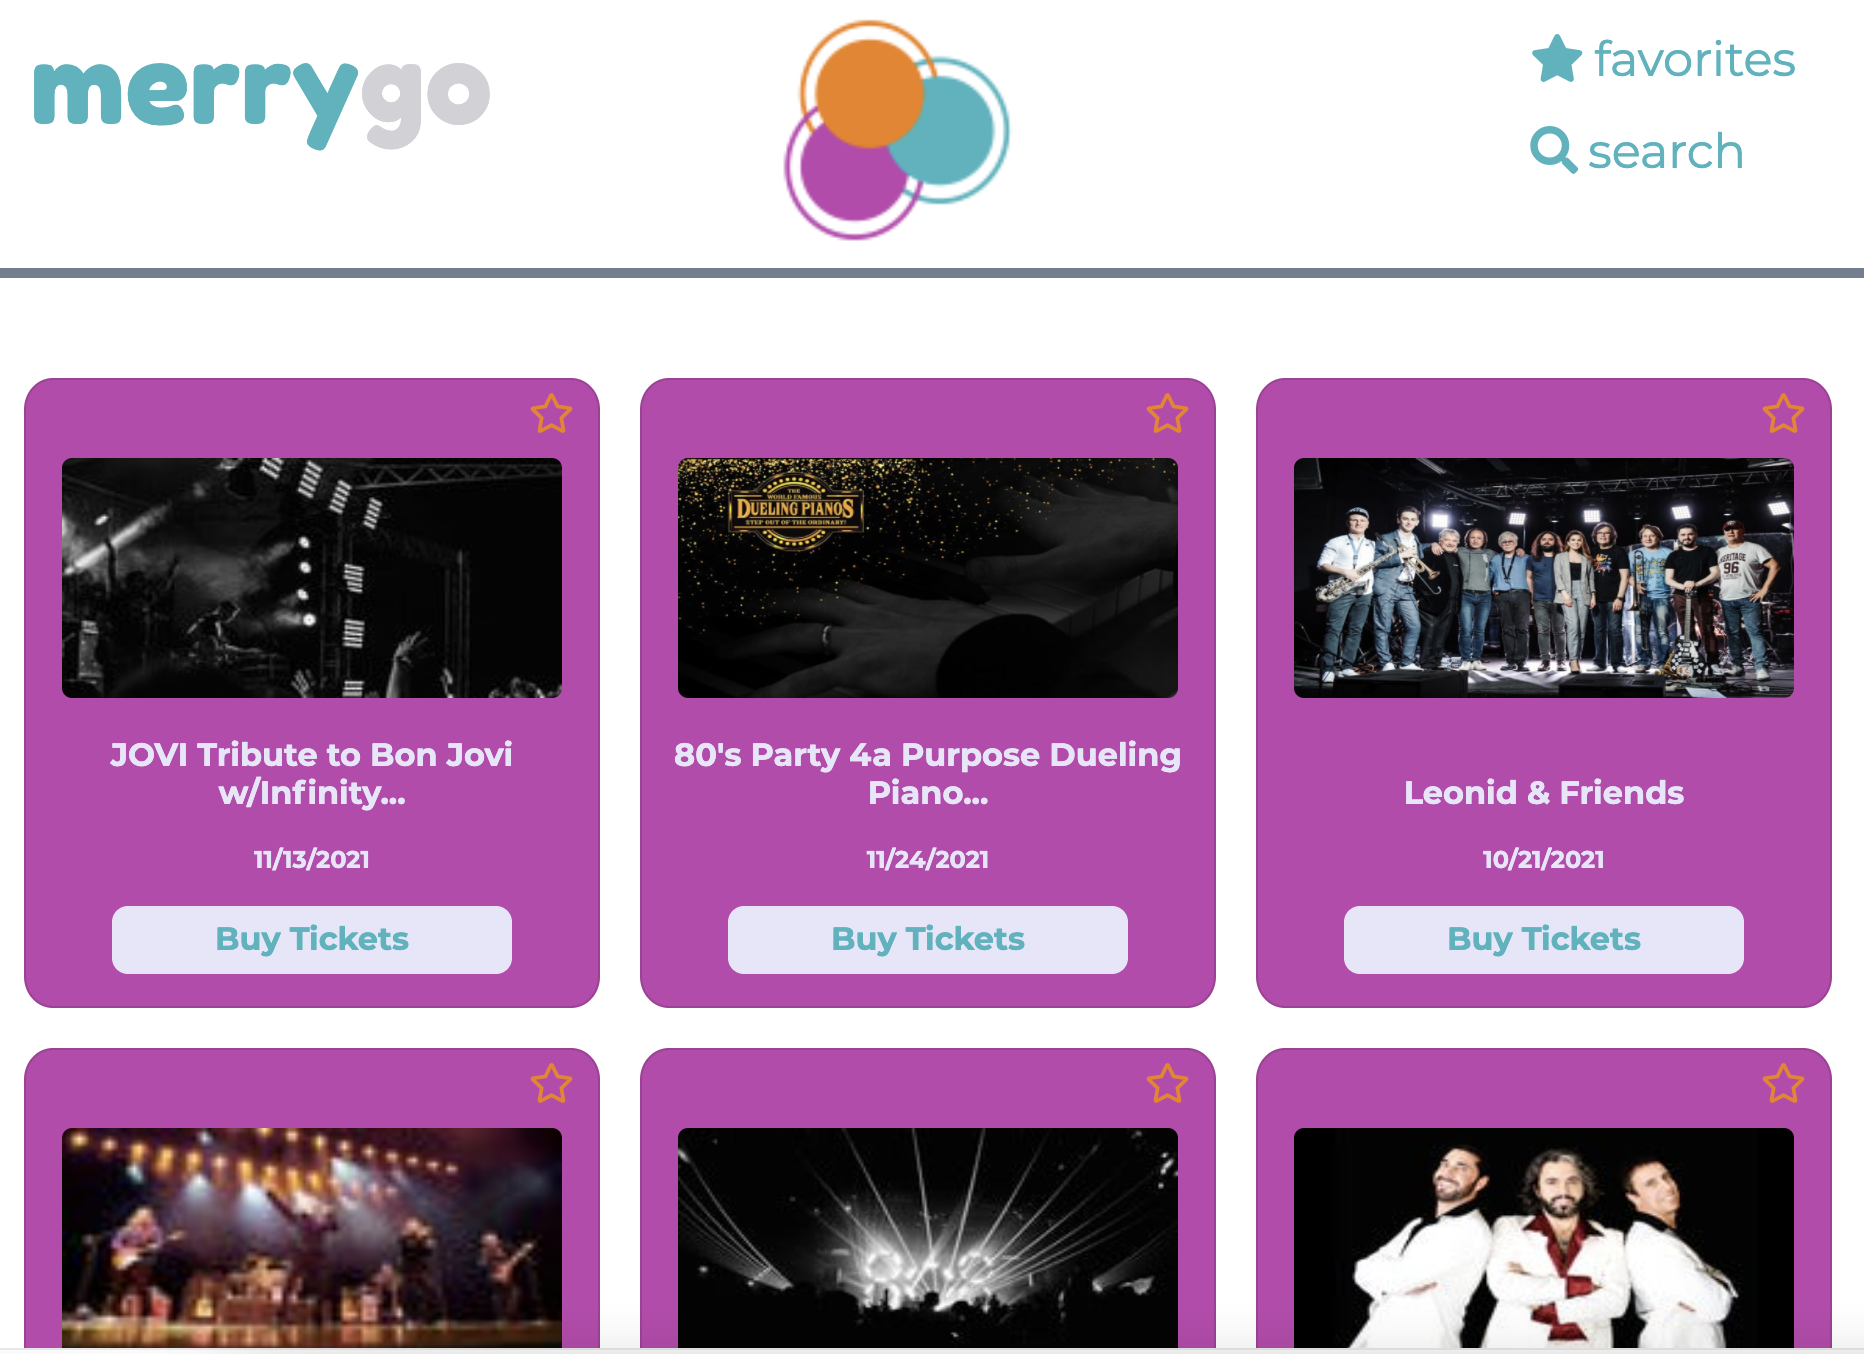 merrygo
favorites
search
THE
WORLD FAMOUS
DUELING PIANOS
STEP OUT OF THE ORDINARY!
HERITAGE
96
JOVI Tribute to Bon Jovi
w/Infinity...
11/13/2021
Buy Tickets
80's Party 4a Purpose Dueling
Piano...
11/24/2021
Buy Tickets
Leonid & Friends
10/21/2021
Buy Tickets